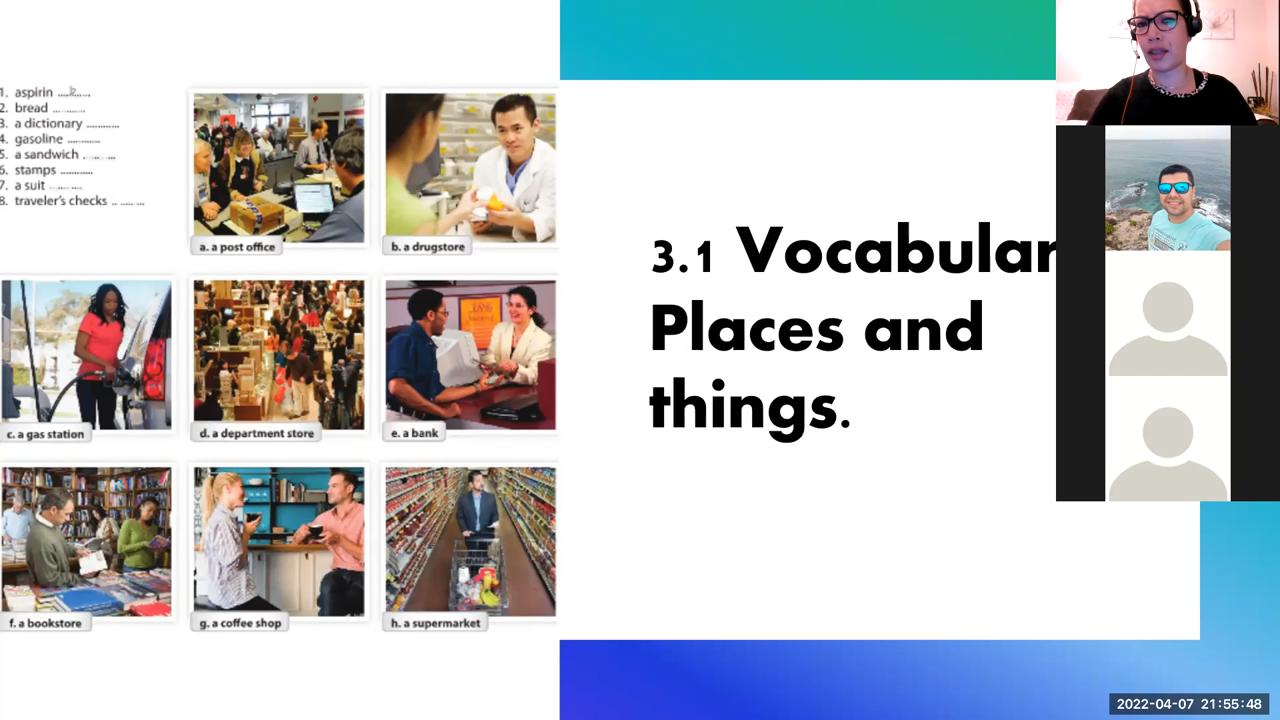 1. aspirin
2. bread
3. a dictionary
4. gasoline
5. a sandwich
6. stamps
7. a suit
8. traveler's checks
a. a post office
b. a drugstore
c. a gas station
d. a department store
e. a bank
f. a bookstore
g. a coffee shop
h. a supermarket
3.1 Vocabular
Places and
things.
2022-04-07 21:55:48